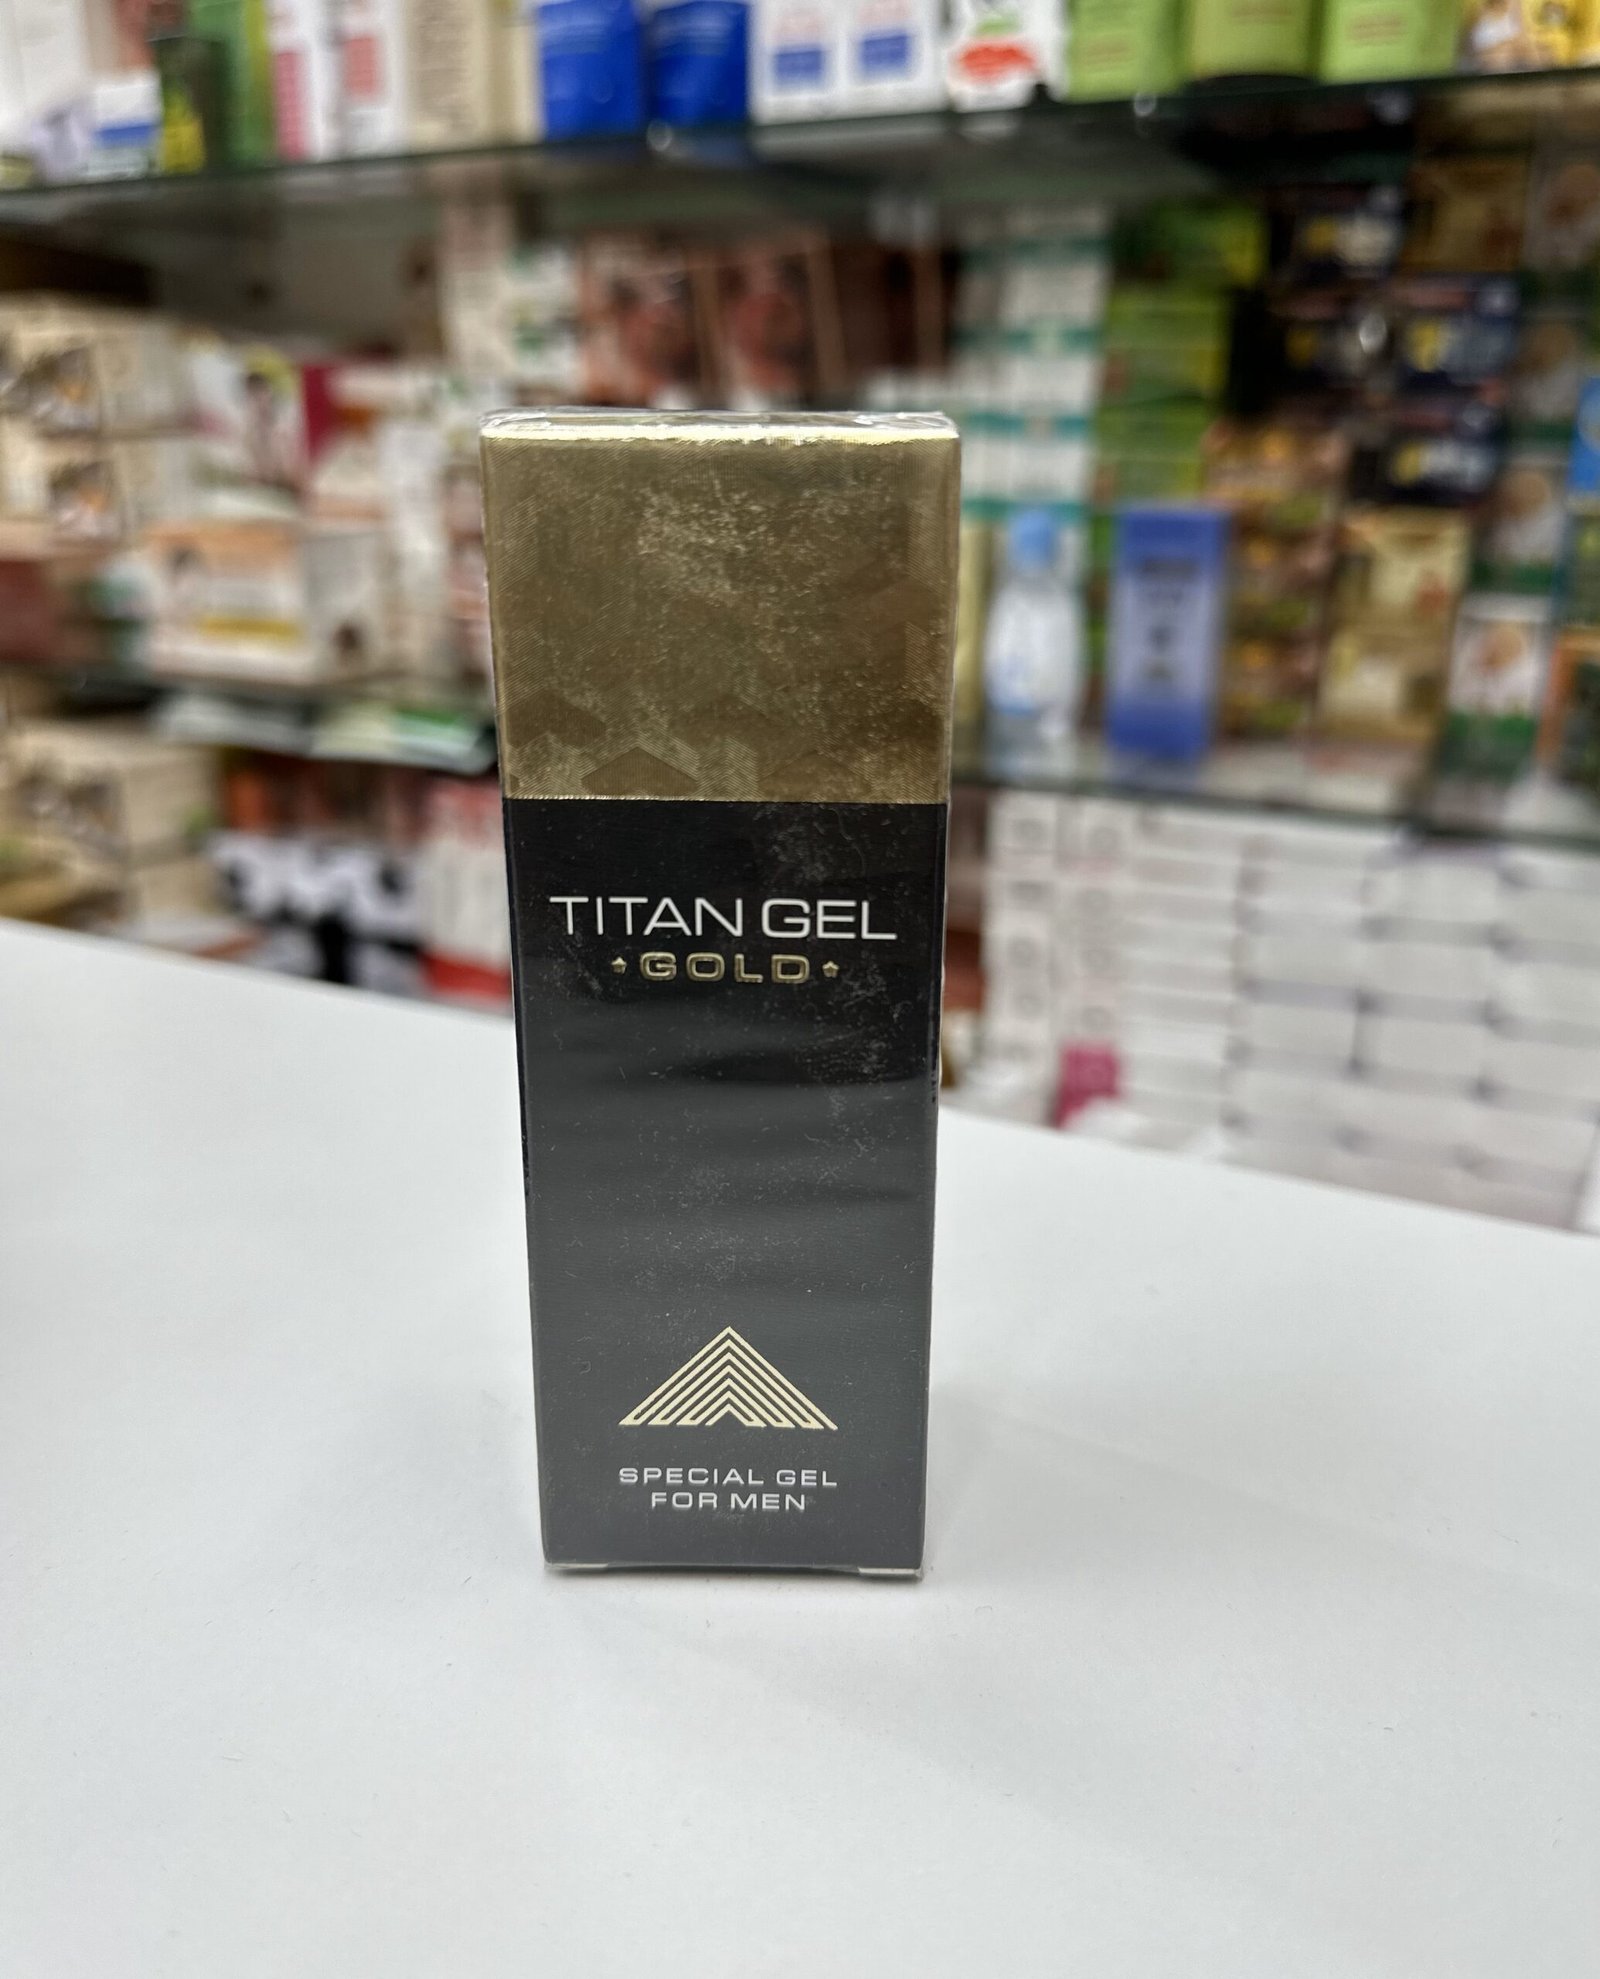 TITAN GEL
GOLD
SPECIAL GEL
FOR MEN